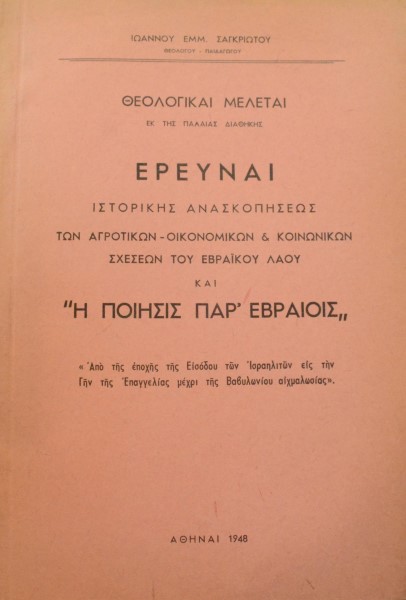 ΙΩΑΝΝΟΥ ΕΜΜ. ΣΑΓΚΡΙΩΤΟΥ
ΘΕΟΛΟΓΟΥ - ΠΑΙΔΑΓΩΓΟΥ
ΘΕΟΛΟΓΙΚΑΙ ΜΕΛΕΤΑΙ
ΕΚ ΤΗΣ ΠΑΛΑΙΑΣ ΔΙΑΘΗΚΗΣ
ΕΡΕΥΝΑΙ
ΙΣΤΟΡΙΚΗΣ ΑΝΑΣΚΟΠΗΣΕΩΣ
ΤΩΝ ΑΓΡΟΤΙΚΩΝ - ΟΙΚΟΝΟΜΙΚΩΝ & ΚΟΙΝΩΝΙΚΩΝ
ΣΧΕΣΕΩΝ ΤΟΥ ΕΒΡΑΪΚΟΥ ΛΑΟΥ
ΚΑΙ
"Η ΠΟΙΗΣΙΣ ΠΑΡ' ΕΒΡΑΙΟΙΣ„
«Ἀπὸ τῆς ἐποχῆς τῆς Εἰσόδου τῶν Ἰσραηλιτῶν εἰς τὴν
Γῆν τῆς Ἐπαγγελίας μέχρι τῆς Βαβυλωνίου αἰχμαλωσίας».
ΑΘΗΝΑΙ 1948